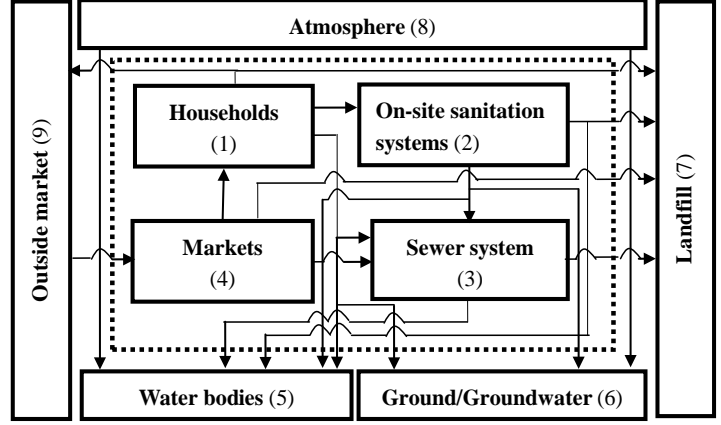 Atmosphere (8)
Outside market (9)
Households
(1)
On-site sanitation
systems (2)
Landfill (7)
Markets
(4)
Sewer system
(3)
Water bodies (5)
Ground/Groundwater (6)